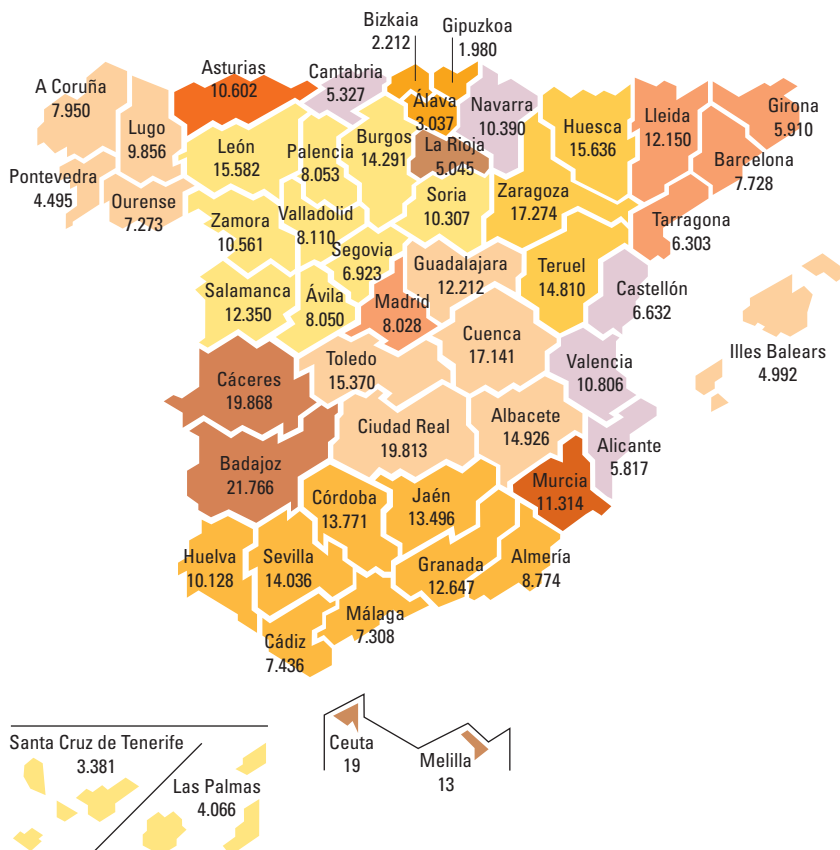 Bizkaia
2.212
Gipuzkoa
1.980
Asturias
10.602
Cantabria
5.327
A Coruña
7.950
Lugo
9.856
Álava
3.037
Navarra
10.390
Huesca
15.636
Lleida
12.150
Girona
5.910
Barcelona
7.728
León
15.582
Palencia
8.053
Burgos
14.291
La Rioja
5.045
Pontevedra
4.495
Ourense
7.273
Zamora
10.561
Valladolid
8.110
Soria
10.307
Zaragoza
17.274
Tarragona
6.303
Segovia
6.923
Guadalajara
12.212
Teruel
14.810
Castellón
6.632
Salamanca
12.350
Ávila
8.050
Madrid
8.028
Cuenca
17.141
Illes Balears
4.992
Toledo
15.370
Valencia
10.806
Cáceres
19.868
Ciudad Real
19.813
Albacete
14.926
Alicante
5.817
Badajoz
21.766
Murcia
11.314
Córdoba
13.771
Jaén
13.496
Huelva
10.128
Sevilla
14.036
Granada
12.647
Almería
8.774
Málaga
7.308
Cádiz
7.436
Santa Cruz de Tenerife
3.381
Las Palmas
4.066
Ceuta
19
Melilla
13